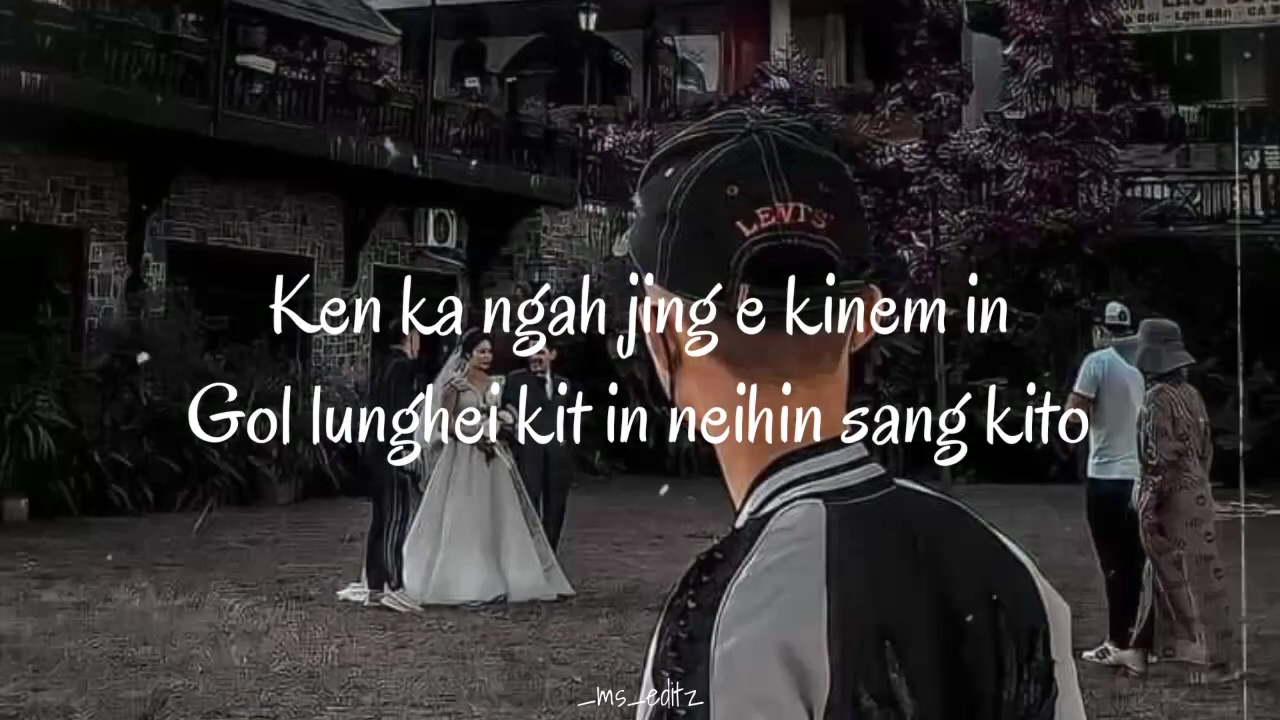 LEVI'S
Ken ka ngah jing e kinem in
Gol lunghei kit in neihin sang kito
_ms_editz